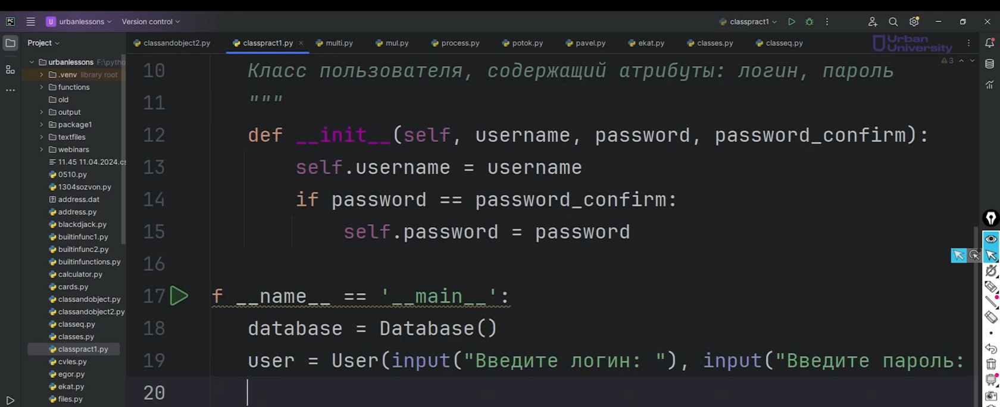 PC
U urbanlessons
Version control
classpract1
Project
classandobject2.py
classpract1.py
multi.py
mul.py
process.py
potok.py
pavel.py
ekat.py
classes.py
classeq.py
Urban University
urbanlessons F:\pytho
.venv library root
functions
old
output
package1
textfiles
webinars
11.45 11.04.2024.cs
0510.py
1304sozvon.py
address.dat
address.py
blackdjack.py
builtinfunc1.py
builtinfunc2.py
builtinfunctions.py
calculator.py
cards.py
classandobject.py
classandobject2.py
classeq.py
classes.py
classpract1.py
cvles.py
egor.py
ekat.py
files.py
3
10 Класс пользователя, содержащий атрибуты: логин, пароль
11 """
12 def __init__(self, username, password, password_confirm):
13 self.username = username
14 if password == password_confirm:
15 self.password = password
16
17 f __name__ == '__main__':
18 database = Database()
19 user = User(input("Введите логин: "), input("Введите пароль:
20